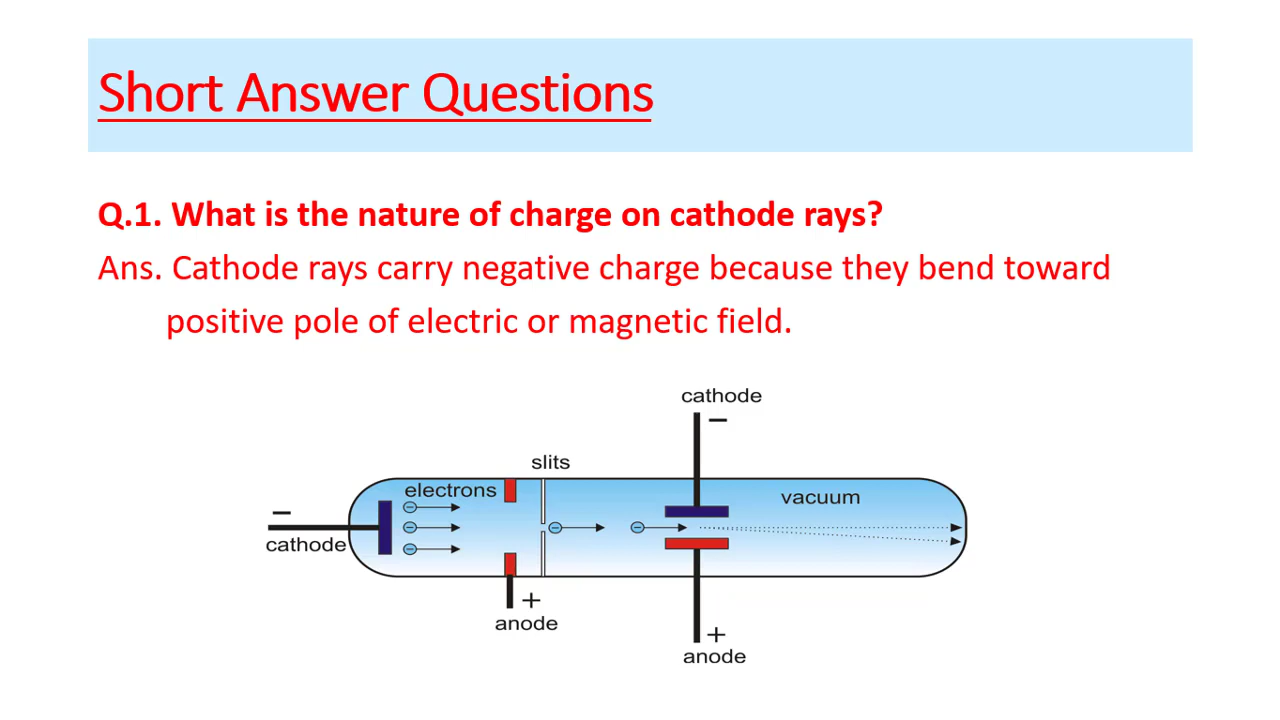 Short Answer Questions
Q.1. What is the nature of charge on cathode rays?
Ans. Cathode rays carry negative charge because they bend toward
positive pole of electric or magnetic field.
cathode
−
slits
electrons
vacuum
−
cathode
+
anode
+
anode